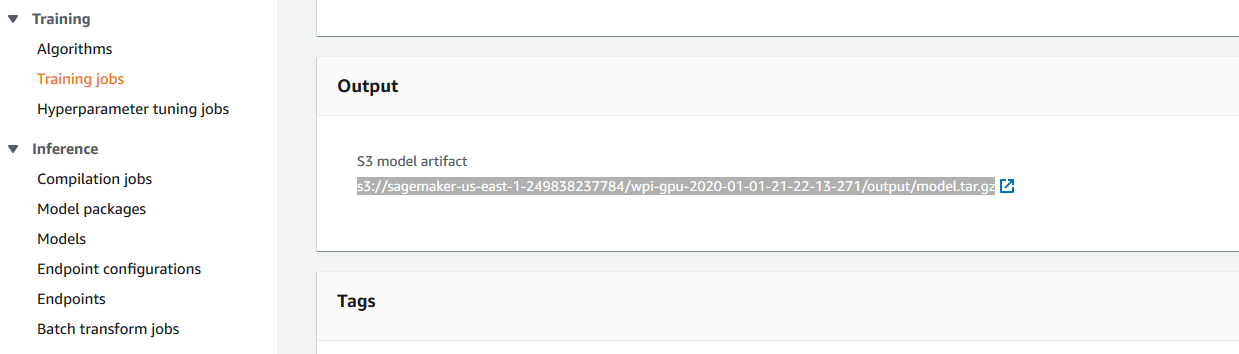 Training
Algorithms
Training jobs
Hyperparameter tuning jobs
Inference
Compilation jobs
Model packages
Models
Endpoint configurations
Endpoints
Batch transform jobs
Output
S3 model artifact
s3://sagemaker-us-east-1-249838237784/wpi-gpu-2020-01-01-21-22-13-271/output/model.tar.gz
Tags